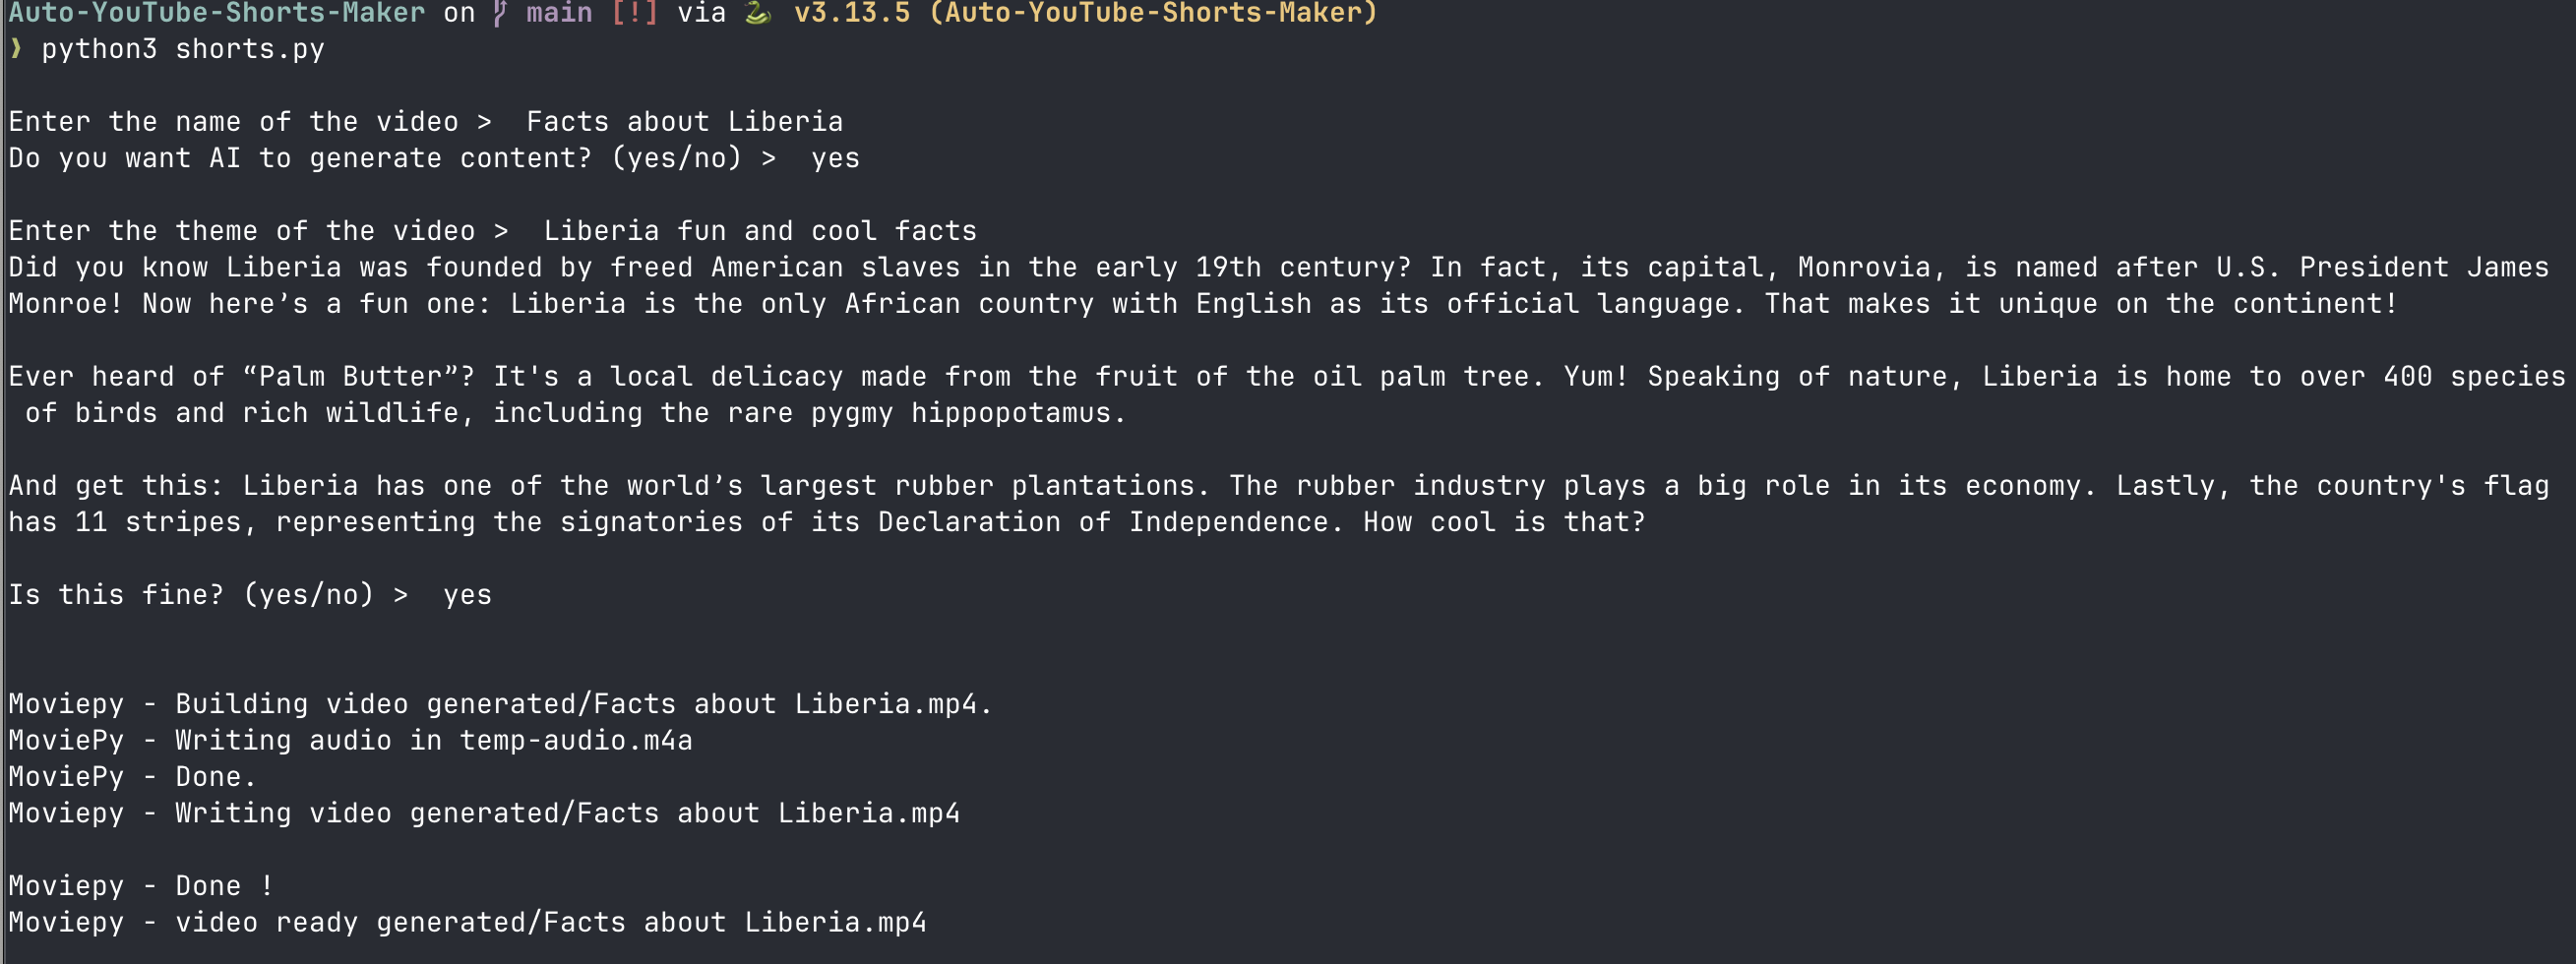 Auto-YouTube-Shorts-Maker on main [!] via 🐍 v3.13.5 (Auto-YouTube-Shorts-Maker)
❱ python3 shorts.py
Enter the name of the video >  Facts about Liberia
Do you want AI to generate content? (yes/no) >  yes
Enter the theme of the video >  Liberia fun and cool facts
Did you know Liberia was founded by freed American slaves in the early 19th century? In fact, its capital, Monrovia, is named after U.S. President James
Monroe! Now here’s a fun one: Liberia is the only African country with English as its official language. That makes it unique on the continent!
Ever heard of “Palm Butter”? It's a local delicacy made from the fruit of the oil palm tree. Yum! Speaking of nature, Liberia is home to over 400 species
of birds and rich wildlife, including the rare pygmy hippopotamus.
And get this: Liberia has one of the world’s largest rubber plantations. The rubber industry plays a big role in its economy. Lastly, the country's flag
has 11 stripes, representing the signatories of its Declaration of Independence. How cool is that?
Is this fine? (yes/no) >  yes
Moviepy - Building video generated/Facts about Liberia.mp4.
MoviePy - Writing audio in temp-audio.m4a
MoviePy - Done.
Moviepy - Writing video generated/Facts about Liberia.mp4
Moviepy - Done !
Moviepy - video ready generated/Facts about Liberia.mp4